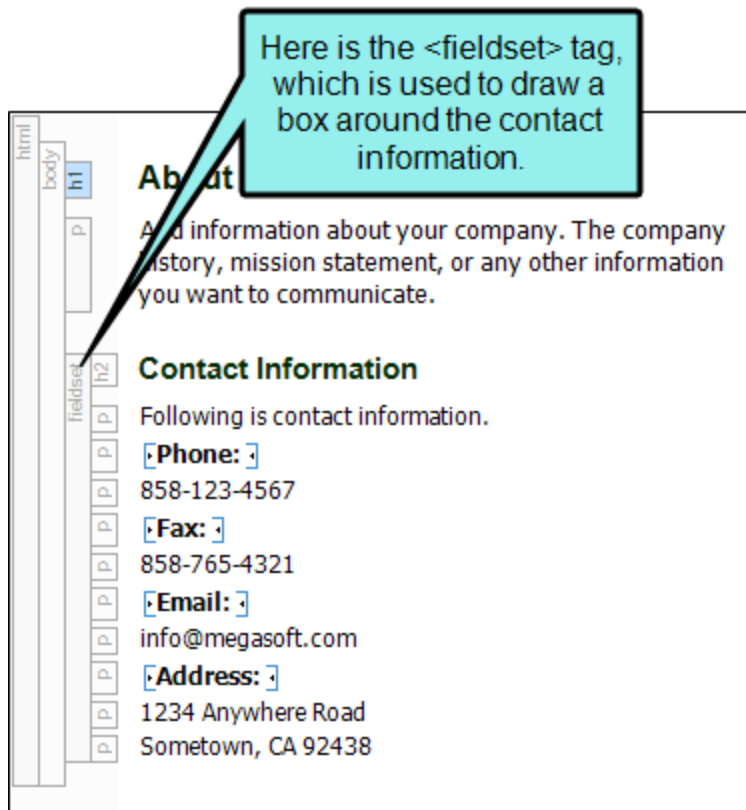 Here is the <fieldset> tag,
which is used to draw a
box around the contact
information.
html
body
h1
p
About
Add information about your company. The company
history, mission statement, or any other information
you want to communicate.
fieldset
h2
Contact Information
p
Following is contact information.
p
Phone:
p
858-123-4567
p
Fax:
p
858-765-4321
p
Email:
p
info@megasoft.com
p
Address:
p
1234 Anywhere Road
p
Sometown, CA 92438